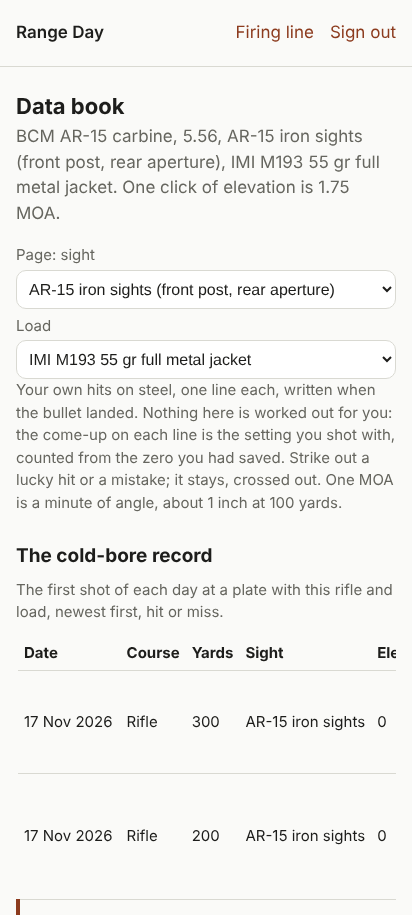 Range Day Firing line Sign out
Data book
BCM AR-15 carbine, 5.56, AR-15 iron sights
(front post, rear aperture), IMI M193 55 gr full
metal jacket. One click of elevation is 1.75
MOA.
Page: sight
AR-15 iron sights (front post, rear aperture)
Load
IMI M193 55 gr full metal jacket
Your own hits on steel, one line each, written when
the bullet landed. Nothing here is worked out for you:
the come-up on each line is the setting you shot with,
counted from the zero you had saved. Strike out a
lucky hit or a mistake; it stays, crossed out. One MOA
is a minute of angle, about 1 inch at 100 yards.
The cold-bore record
The first shot of each day at a plate with this rifle and
load, newest first, hit or miss.
Date Course Yards Sight Ele
17 Nov 2026 Rifle 300 AR-15 iron sights 0
17 Nov 2026 Rifle 200 AR-15 iron sights 0